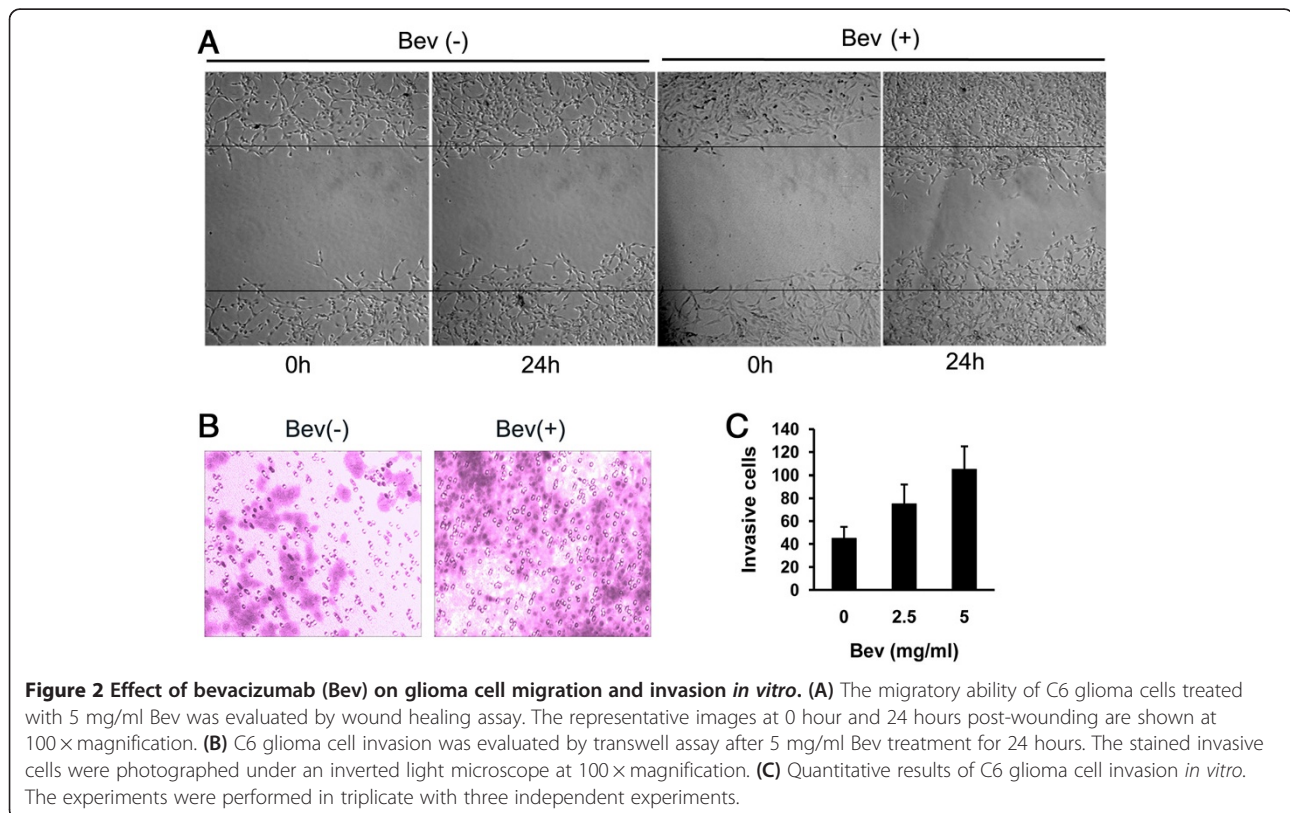 A
Bev (-)
Bev (+)
0h
24h
0h
24h
B
Bev(-)
Bev(+)
C
Invasive cells
140
120
100
80
60
40
20
0
0
2.5
5
Bev (mg/ml)
Figure 2 Effect of bevacizumab (Bev) on glioma cell migration and invasion in vitro. (A) The migratory ability of C6 glioma cells treated
with 5 mg/ml Bev was evaluated by wound healing assay. The representative images at 0 hour and 24 hours post-wounding are shown at
100 × magnification. (B) C6 glioma cell invasion was evaluated by transwell assay after 5 mg/ml Bev treatment for 24 hours. The stained invasive
cells were photographed under an inverted light microscope at 100 × magnification. (C) Quantitative results of C6 glioma cell invasion in vitro.
The experiments were performed in triplicate with three independent experiments.